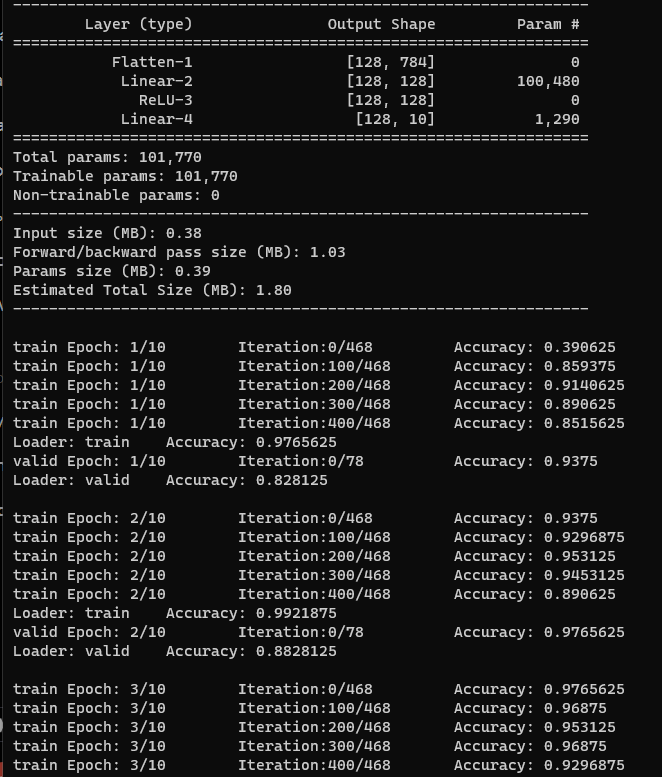 ----------------------------------------------------------------
Layer (type) Output Shape Param #
================================================================
Flatten-1 [128, 784] 0
Linear-2 [128, 128] 100,480
ReLU-3 [128, 128] 0
Linear-4 [128, 10] 1,290
================================================================
Total params: 101,770
Trainable params: 101,770
Non-trainable params: 0
----------------------------------------------------------------
Input size (MB): 0.38
Forward/backward pass size (MB): 1.03
Params size (MB): 0.39
Estimated Total Size (MB): 1.80
----------------------------------------------------------------
train Epoch: 1/10 Iteration:0/468 Accuracy: 0.390625
train Epoch: 1/10 Iteration:100/468 Accuracy: 0.859375
train Epoch: 1/10 Iteration:200/468 Accuracy: 0.9140625
train Epoch: 1/10 Iteration:300/468 Accuracy: 0.890625
train Epoch: 1/10 Iteration:400/468 Accuracy: 0.8515625
Loader: train Accuracy: 0.9765625
valid Epoch: 1/10 Iteration:0/78 Accuracy: 0.9375
Loader: valid Accuracy: 0.828125
train Epoch: 2/10 Iteration:0/468 Accuracy: 0.9375
train Epoch: 2/10 Iteration:100/468 Accuracy: 0.9296875
train Epoch: 2/10 Iteration:200/468 Accuracy: 0.953125
train Epoch: 2/10 Iteration:300/468 Accuracy: 0.9453125
train Epoch: 2/10 Iteration:400/468 Accuracy: 0.890625
Loader: train Accuracy: 0.9921875
valid Epoch: 2/10 Iteration:0/78 Accuracy: 0.9765625
Loader: valid Accuracy: 0.8828125
train Epoch: 3/10 Iteration:0/468 Accuracy: 0.9765625
train Epoch: 3/10 Iteration:100/468 Accuracy: 0.96875
train Epoch: 3/10 Iteration:200/468 Accuracy: 0.953125
train Epoch: 3/10 Iteration:300/468 Accuracy: 0.96875
train Epoch: 3/10 Iteration:400/468 Accuracy: 0.9296875